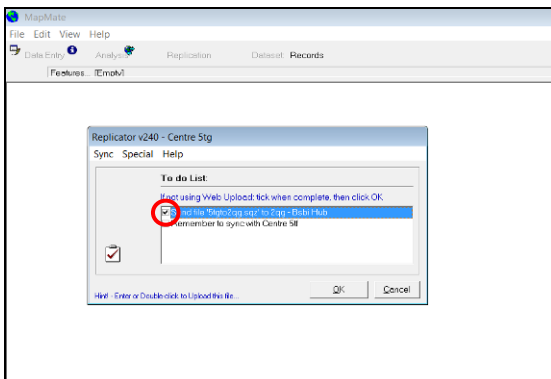 MapMate
File Edit View Help
Data Entry Analysis Replication Dataset: Records
Features... [Empty]
Replicator v240 - Centre 5tg
Sync Special Help
To do List:
If not using Web Upload: tick when complete, then click OK
Send file '5tgto2qq.sqz' to 2qq - Bsbi Hub
Remember to sync with Centre 5tl
Hint! - Enter or Double-click to Upload this file...
OK Cancel